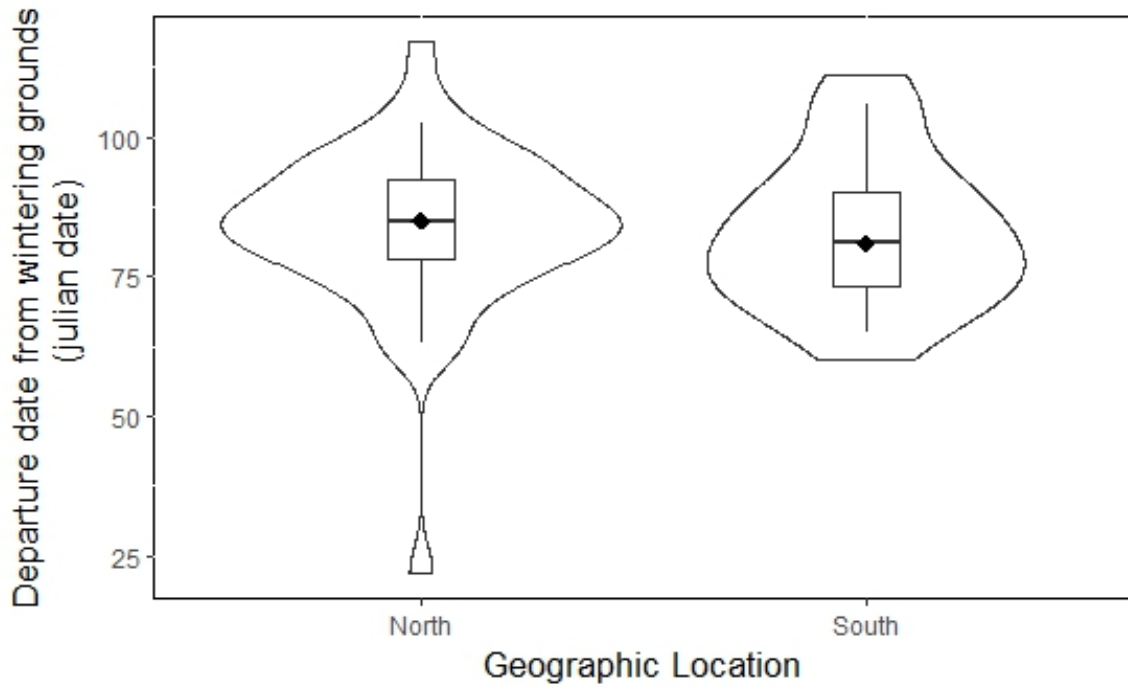 Departure date from wintering grounds
(julian date)
100
75
50
25
North
South
Geographic Location